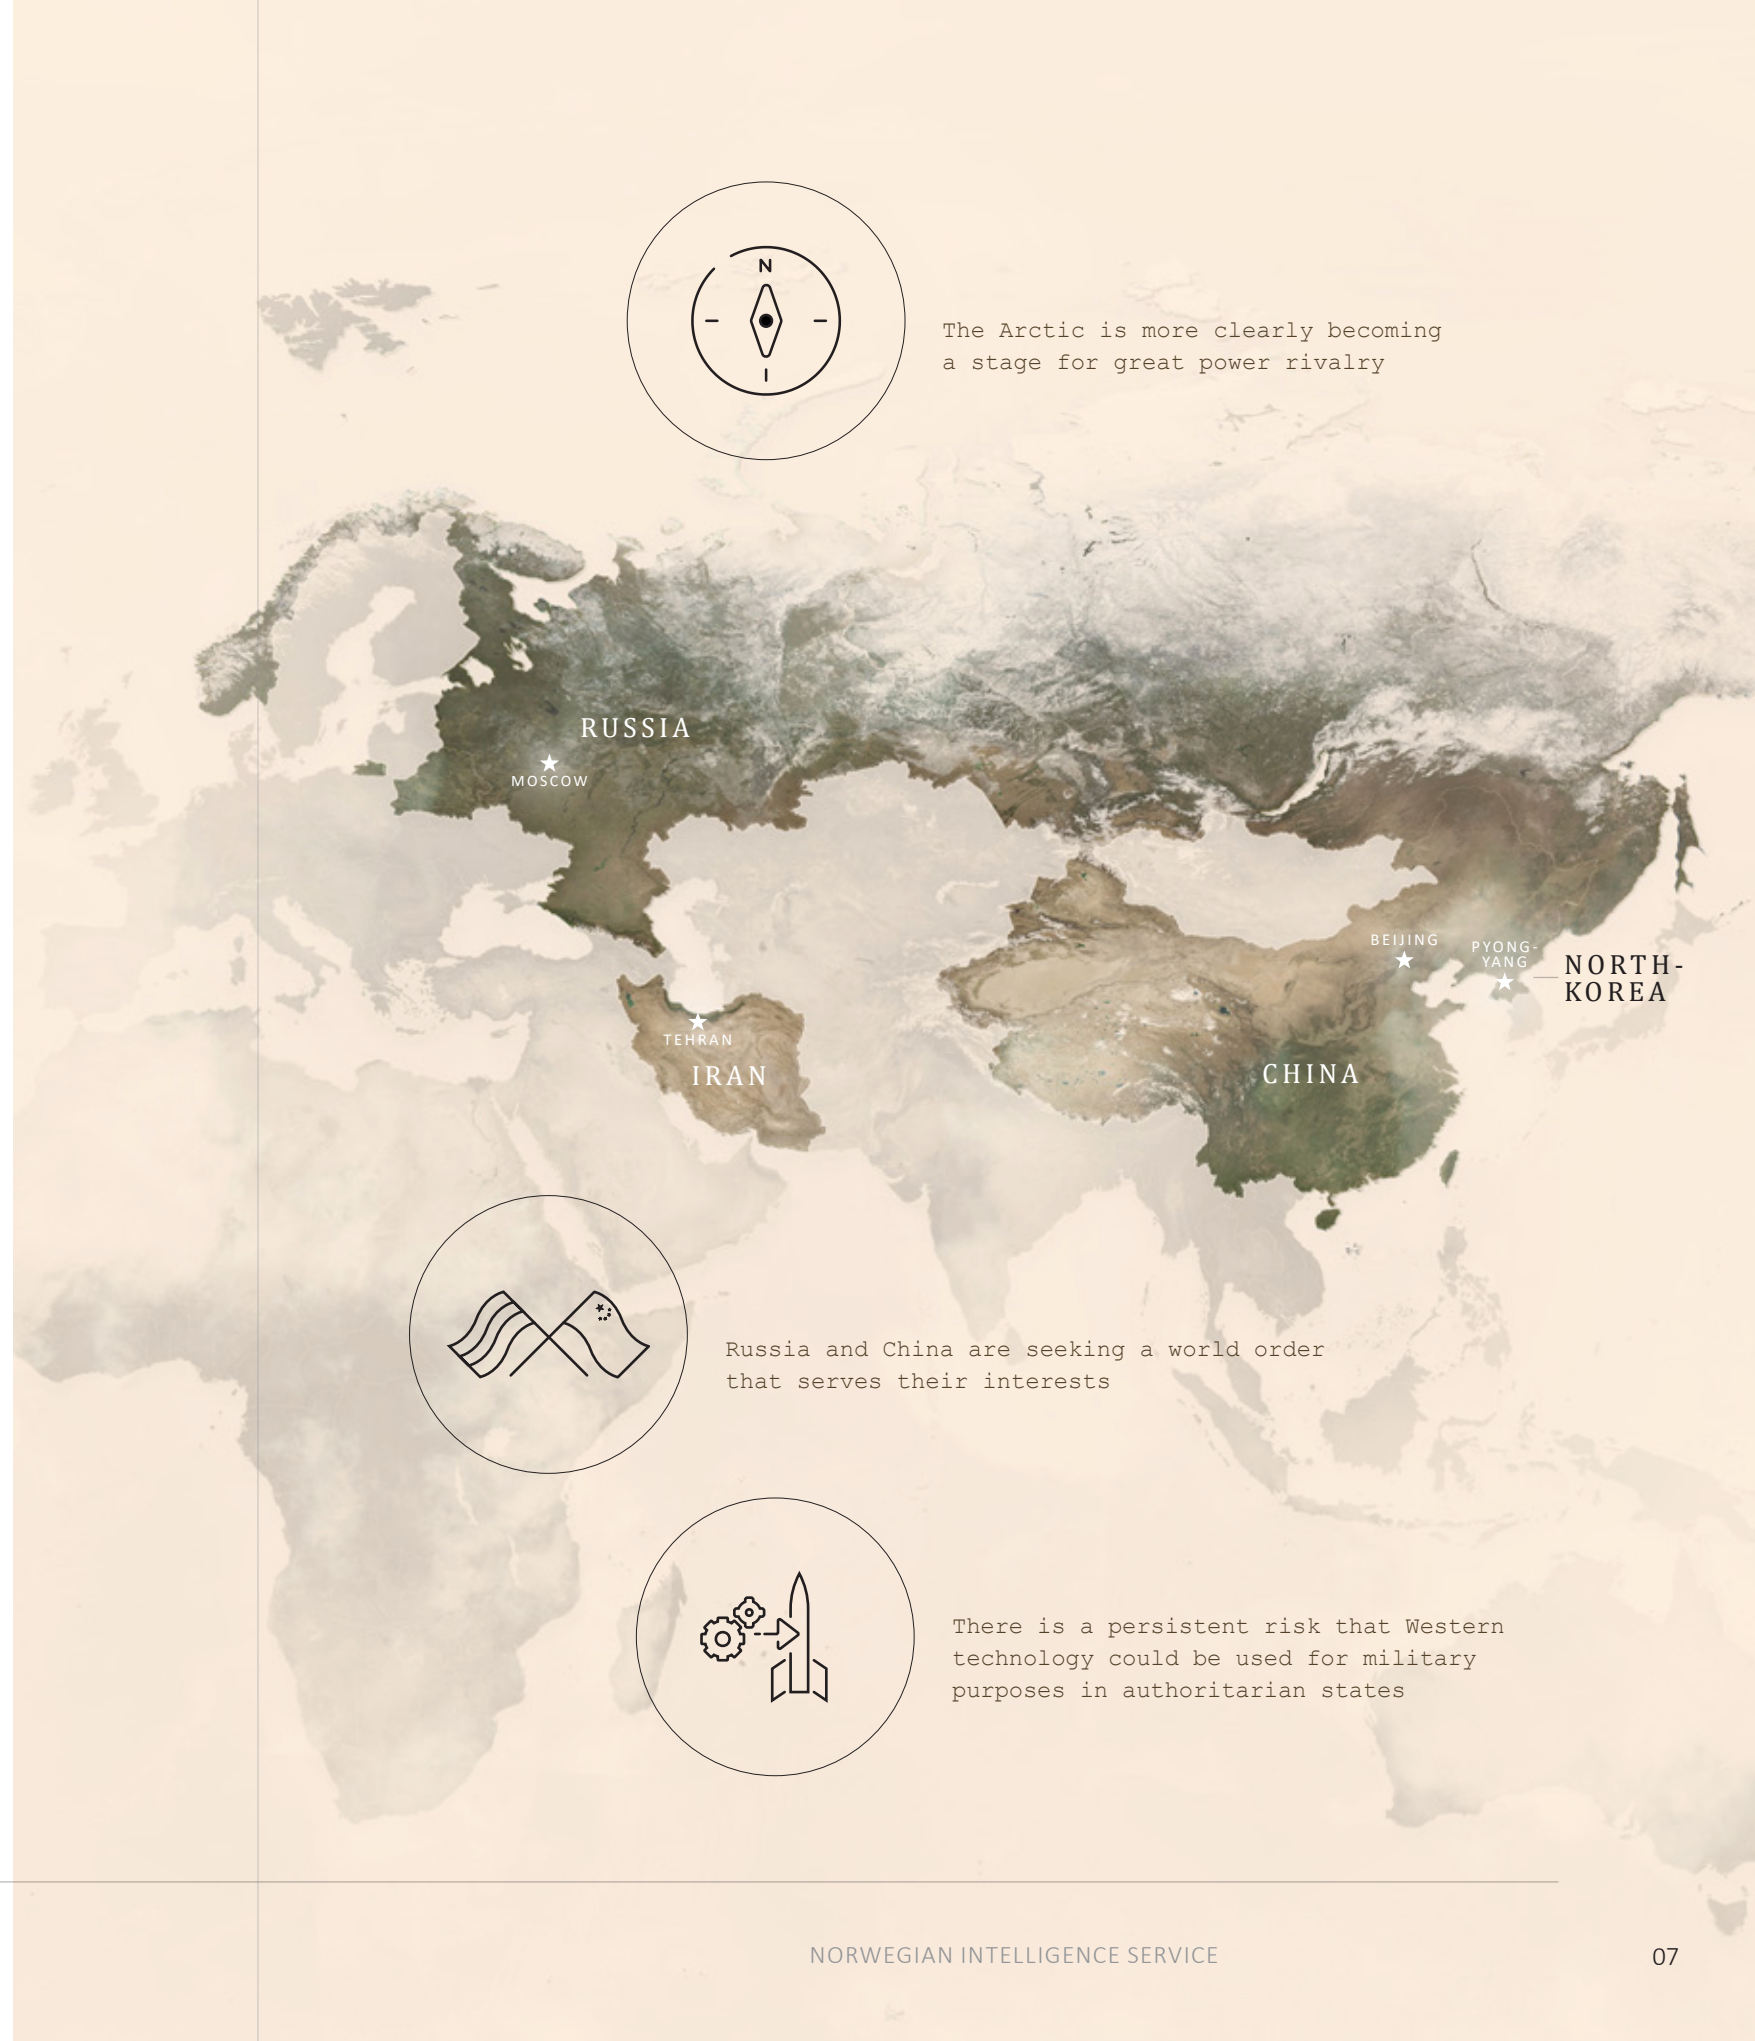 N
The Arctic is more clearly becoming
a stage for great power rivalry
RUSSIA
MOSCOW
BEIJING
PYONG-
YANG
NORTH-
KOREA
TEHRAN
IRAN
CHINA
Russia and China are seeking a world order
that serves their interests
There is a persistent risk that Western
technology could be used for military
purposes in authoritarian states
NORWEGIAN INTELLIGENCE SERVICE
07